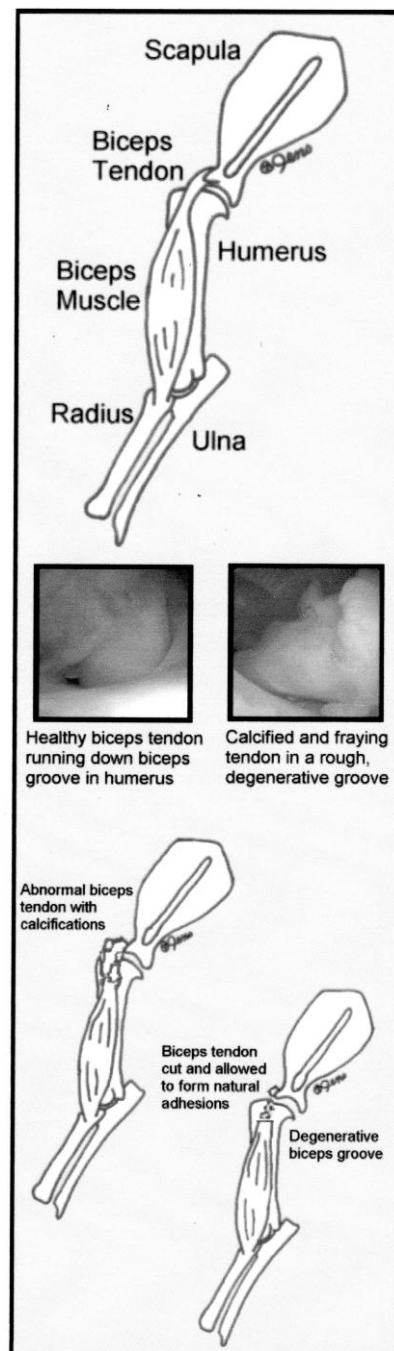 Scapula
Biceps
Tendon
Humerus
Biceps
Muscle
Radius
Ulna
Healthy biceps tendon
running down biceps
groove in humerus
Calcified and fraying
tendon in a rough,
degenerative groove
Abnormal biceps
tendon with
calcifications
Biceps tendon
cut and allowed
to form natural
adhesions
Degenerative
biceps groove